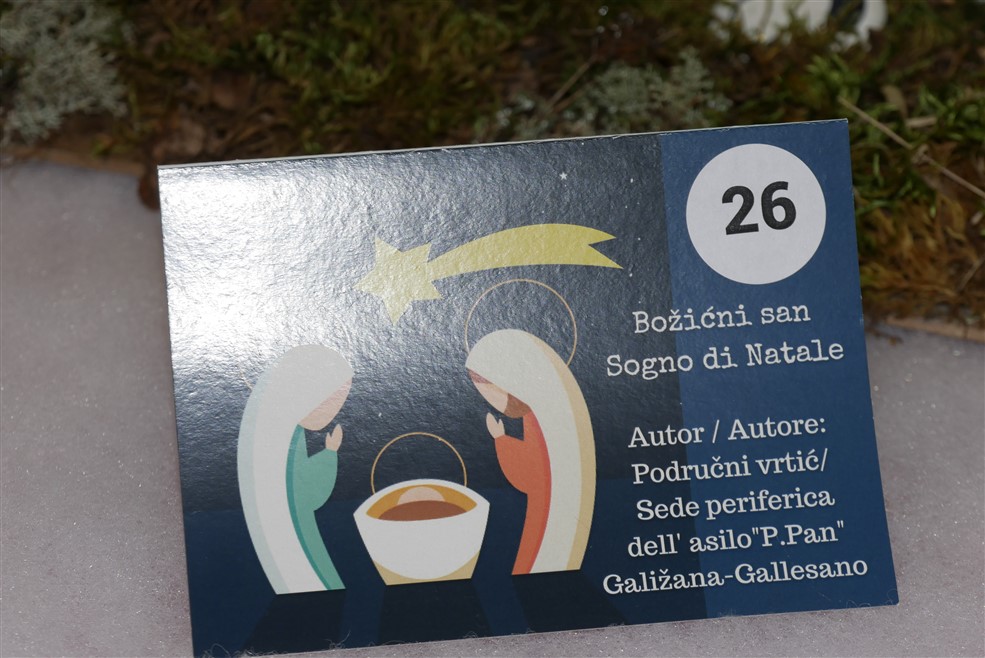 26
Božićni san
Sogno di Natale
Autor / Autore:
Područni vrtić/
Sede periferica
dell' asilo"P.Pan"
Galižana-Gallesano